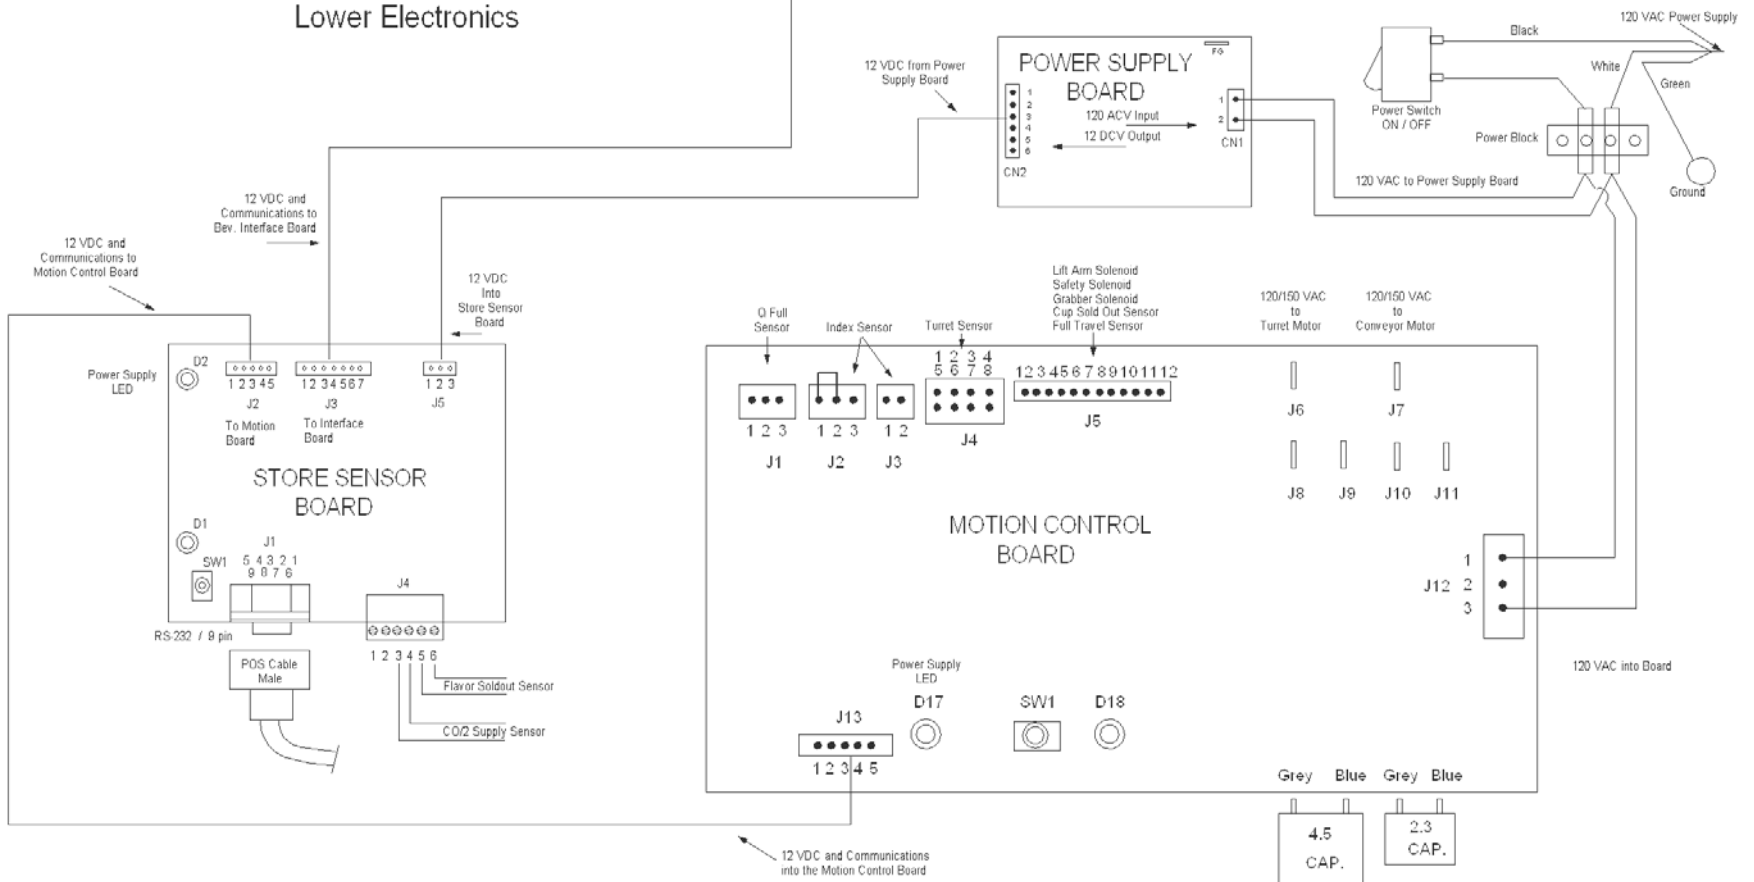 Lower Electronics
120 VAC Power Supply
Black
White
Green
Power Switch
ON / OFF
Power Block
Ground
12 VDC from Power
Supply Board
POWER SUPPLY
BOARD
FG
1
2
3
4
5
6
CN2
120 ACV Input
12 DCV Output
1
2
CN1
120 VAC to Power Supply Board
12 VDC and
Communications to
Bev. Interface Board
12 VDC and
Communications to
Motion Control Board
12 VDC
Into
Store Sensor
Board
Power Supply
LED
D2
1 2 3 4 5
J2
To Motion
Board
1 2 3 4 5 6 7
J3
To Interface
Board
1 2 3
J5
STORE SENSOR
BOARD
D1
SW1
J1
5 4 3 2 1
9 8 7 6
J4
RS-232 / 9 pin
POS Cable
Male
1 2 3 4 5 6
Flavor Soldout Sensor
CO/2 Supply Sensor
Q Full
Sensor
Index Sensor
Turret Sensor
Lift Arm Solenoid
Safety Solenoid
Grabber Solenoid
Cup Sold Out Sensor
Full Travel Sensor
120/150 VAC
to
Turret Motor
120/150 VAC
to
Conveyor Motor
1 2 3
J1
1 2 3
J2
1 2
J3
1 2 3 4
5 6 7 8
J4
1 2 3 4 5 6 7 8 9 10 11 12
J5
J6
J7
J8
J9
J10
J11
MOTION CONTROL
BOARD
J12
1
2
3
120 VAC into Board
Power Supply
LED
D17
SW1
D18
J13
1 2 3 4 5
12 VDC and Communications
into the Motion Control Board
Grey
Blue
Grey
Blue
4.5
CAP.
2.3
CAP.